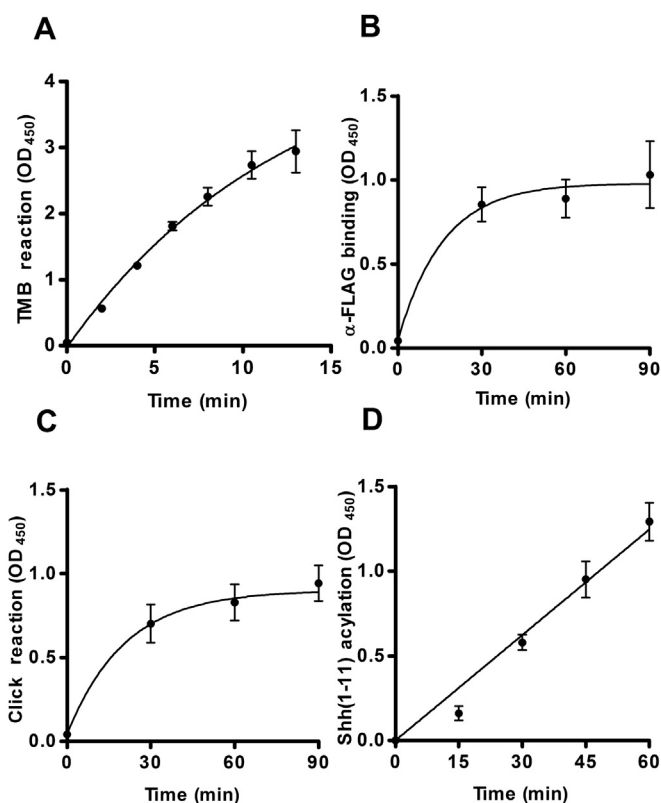 A
TMB reaction (OD450)
4
3
2
1
0
0 5 10 15
Time (min)
B
α-FLAG binding (OD450)
1.5
1.0
0.5
0.0
0 30 60 90
Time (min)
C
Click reaction (OD450)
1.5
1.0
0.5
0.0
0 30 60 90
Time (min)
D
Shh(1-11) acylation (OD450)
1.5
1.0
0.5
0.0
0 15 30 45 60
Time (min)